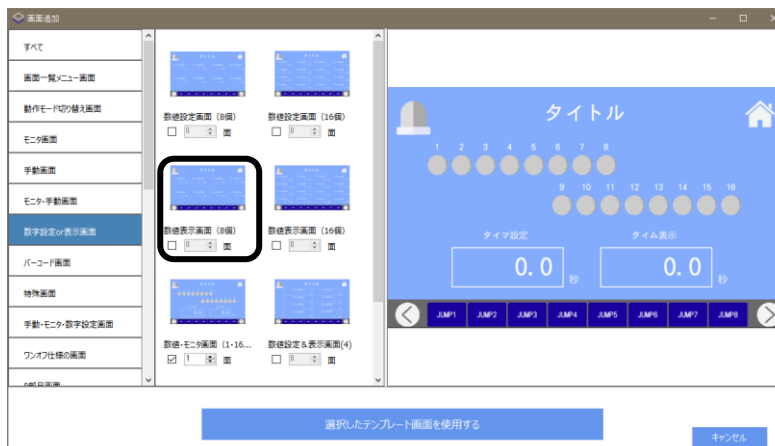 画面追加
すべて
画面一覧メニュー画面
動作モード切り替え画面
モニタ画面
手動画面
モニタ・手動画面
数字設定or表示画面
バーコード画面
特殊画面
手動・モニタ・数字設定画面
ワンオフ仕様の画面
数値設定画面（8個）
0 面
数値設定画面（16個）
0 面
数値表示画面（8個）
0 面
数値表示画面（16個）
0 面
数値・モニタ画面（1・16...
1 面
数値設定＆表示画面(4)
0 面
タイトル
1 2 3 4 5 6 7 8
9 10 11 12 13 14 15 16
タイマ設定
0.0 秒
タイム表示
0.0 秒
JUMP1 JUMP2 JUMP3 JUMP4 JUMP5 JUMP6 JUMP7 JUMP8
選択したテンプレート画面を使用する
キャンセル